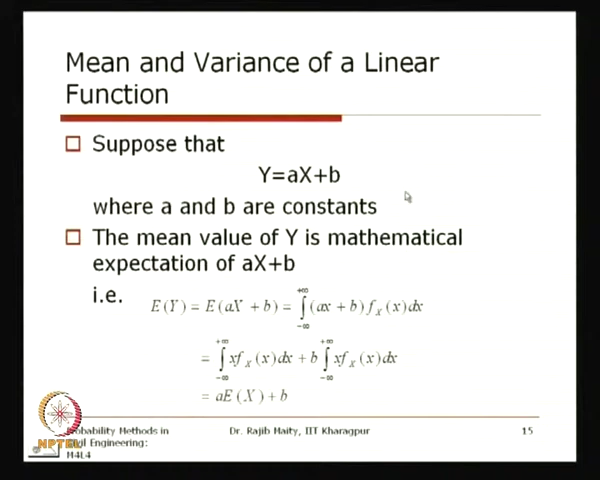 Mean and Variance of a Linear
Function
Suppose that
Y=aX+b
where a and b are constants
The mean value of Y is mathematical
expectation of aX+b
i.e.
E(Y) = E(aX + b) = ∫_{-∞}^{+∞} (ax + b) f_X(x)dx
= ∫_{-∞}^{+∞} x f_X(x)dx + b ∫_{-∞}^{+∞} x f_X(x)dx
= aE(X) + b
Probability Methods in
Civil Engineering:
M4L4
Dr. Rajib Maity, IIT Kharagpur
15
NPTEL